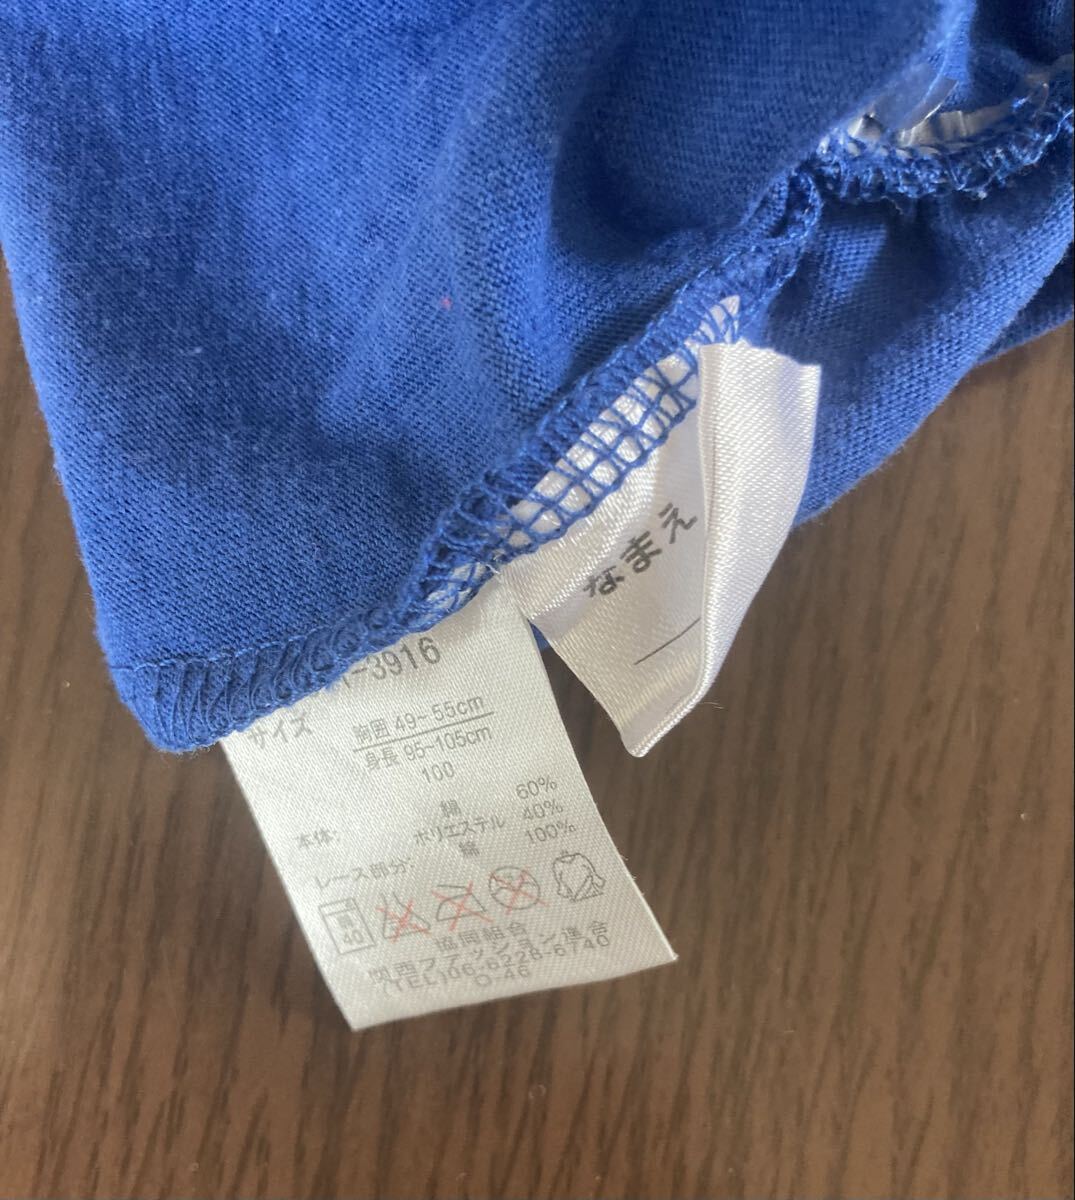 なまえ
-3916
サイズ
胸囲 49~55cm
身長 95~105cm
100
本体: 綿 60%
ポリエステル 40%
レース部分: 綿 100%
40
協同組合
関西ファッション連合
(TEL)06-6228-6740
O-46